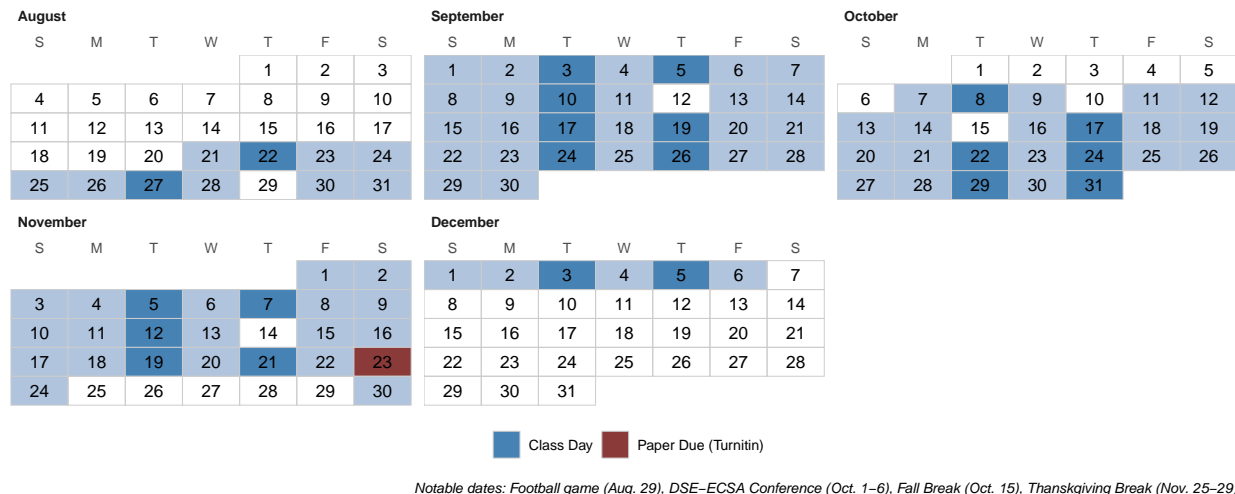 August
S M T W T F S
1 2 3
4 5 6 7 8 9 10
11 12 13 14 15 16 17
18 19 20 21 22 23 24
25 26 27 28 29 30 31
September
S M T W T F S
1 2 3 4 5 6 7
8 9 10 11 12 13 14
15 16 17 18 19 20 21
22 23 24 25 26 27 28
29 30
October
S M T W T F S
1 2 3 4 5
6 7 8 9 10 11 12
13 14 15 16 17 18 19
20 21 22 23 24 25 26
27 28 29 30 31
November
S M T W T F S
1 2
3 4 5 6 7 8 9
10 11 12 13 14 15 16
17 18 19 20 21 22 23
24 25 26 27 28 29 30
December
S M T W T F S
1 2 3 4 5 6 7
8 9 10 11 12 13 14
15 16 17 18 19 20 21
22 23 24 25 26 27 28
29 30 31
Class Day Paper Due (Turnitin)
Notable dates: Football game (Aug. 29), DSE−ECSA Conference (Oct. 1−6), Fall Break (Oct. 15), Thanskgiving Break (Nov. 25−29)